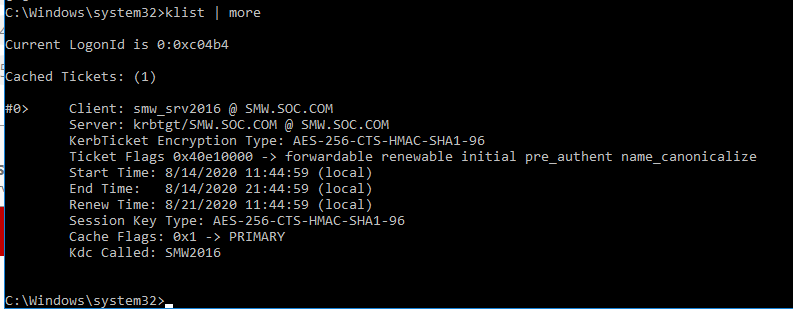 C:\Windows\system32>klist | more
Current LogonId is 0:0xc04b4
Cached Tickets: (1)
#0> Client: smw_srv2016 @ SMW.SOC.COM
Server: krbtgt/SMW.SOC.COM @ SMW.SOC.COM
KerbTicket Encryption Type: AES-256-CTS-HMAC-SHA1-96
Ticket Flags 0x40e10000 -> forwardable renewable initial pre_authent name_canonicalize
Start Time: 8/14/2020 11:44:59 (local)
End Time: 8/14/2020 21:44:59 (local)
Renew Time: 8/21/2020 11:44:59 (local)
Session Key Type: AES-256-CTS-HMAC-SHA1-96
Cache Flags: 0x1 -> PRIMARY
Kdc Called: SMW2016
C:\Windows\system32>